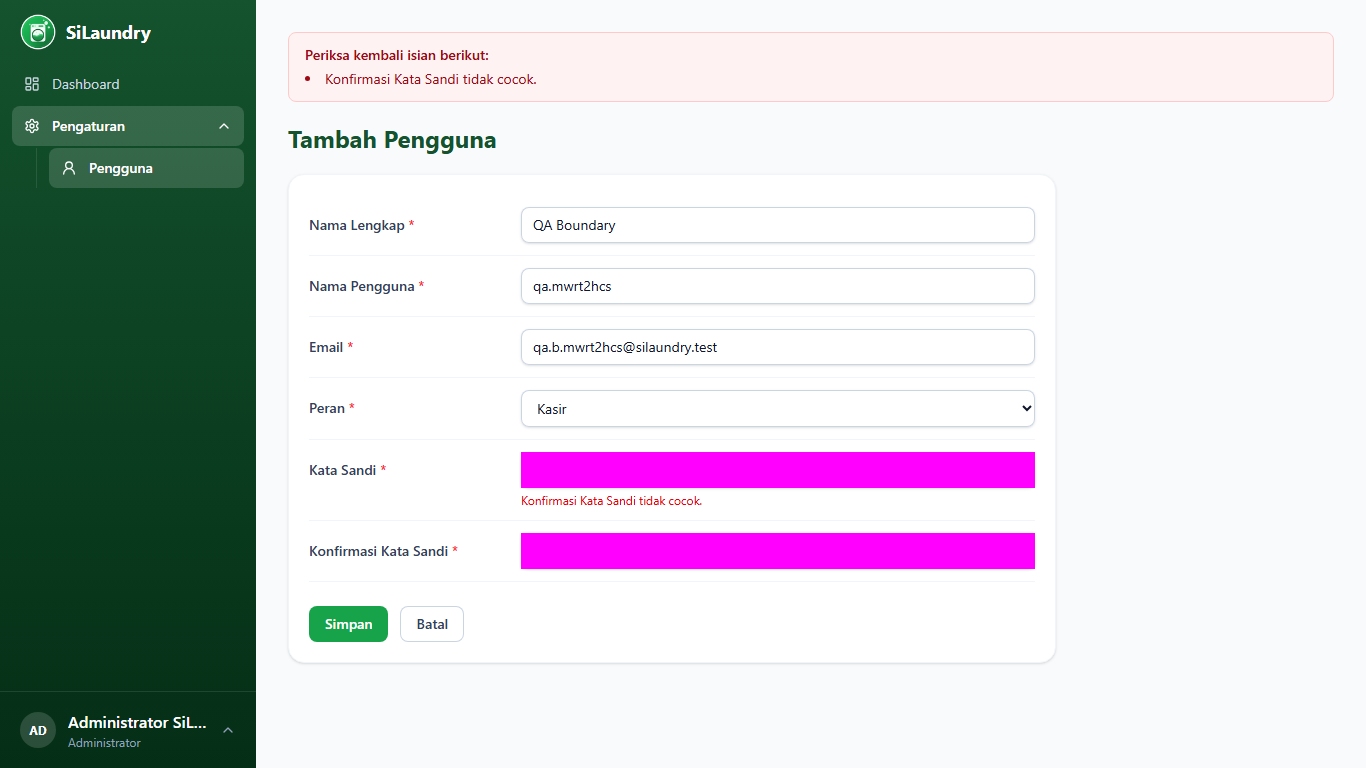 SiLaundry
Dashboard
Pengaturan
Pengguna
AD
Administrator SiL...
Administrator
Periksa kembali isian berikut:
• Konfirmasi Kata Sandi tidak cocok.
Tambah Pengguna
Nama Lengkap *
QA Boundary
Nama Pengguna *
qa.mwrt2hcs
Email *
qa.b.mwrt2hcs@silaundry.test
Peran *
Kasir
Kata Sandi *
Konfirmasi Kata Sandi tidak cocok.
Konfirmasi Kata Sandi *
Simpan
Batal